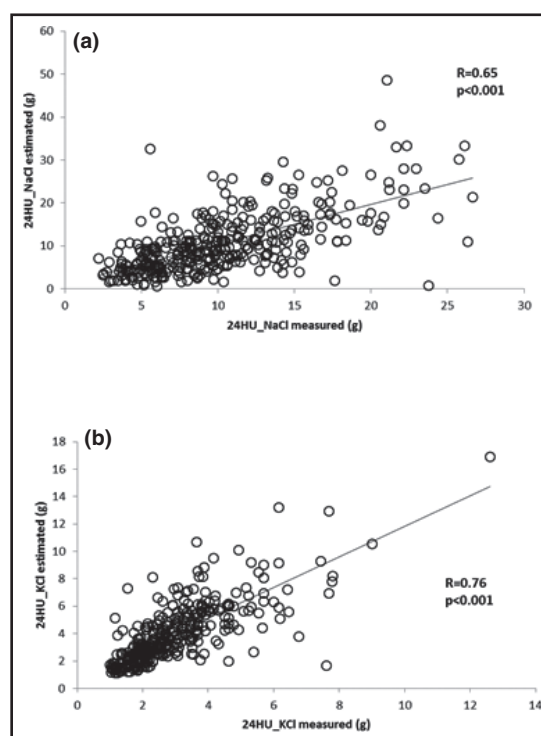 (a)
R=0.65
p<0.001
24HU_NaCl estimated (g)
60
50
40
30
20
10
0
0 5 10 15 20 25 30
24HU_NaCl measured (g)
(b)
R=0.76
p<0.001
24HU_KCl estimated (g)
18
16
14
12
10
8
6
4
2
0
0 2 4 6 8 10 12 14
24HU_KCl measured (g)